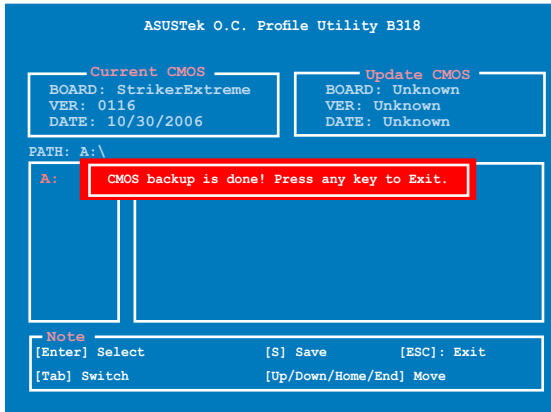 ASUSTek O.C. Profile Utility B318
Current CMOS
BOARD: StrikerExtreme
VER: 0116
DATE: 10/30/2006
Update CMOS
BOARD: Unknown
VER: Unknown
DATE: Unknown
PATH: A:\
A:
CMOS backup is done! Press any key to Exit.
Note
[Enter] Select [S] Save [ESC]: Exit
[Tab] Switch [Up/Down/Home/End] Move